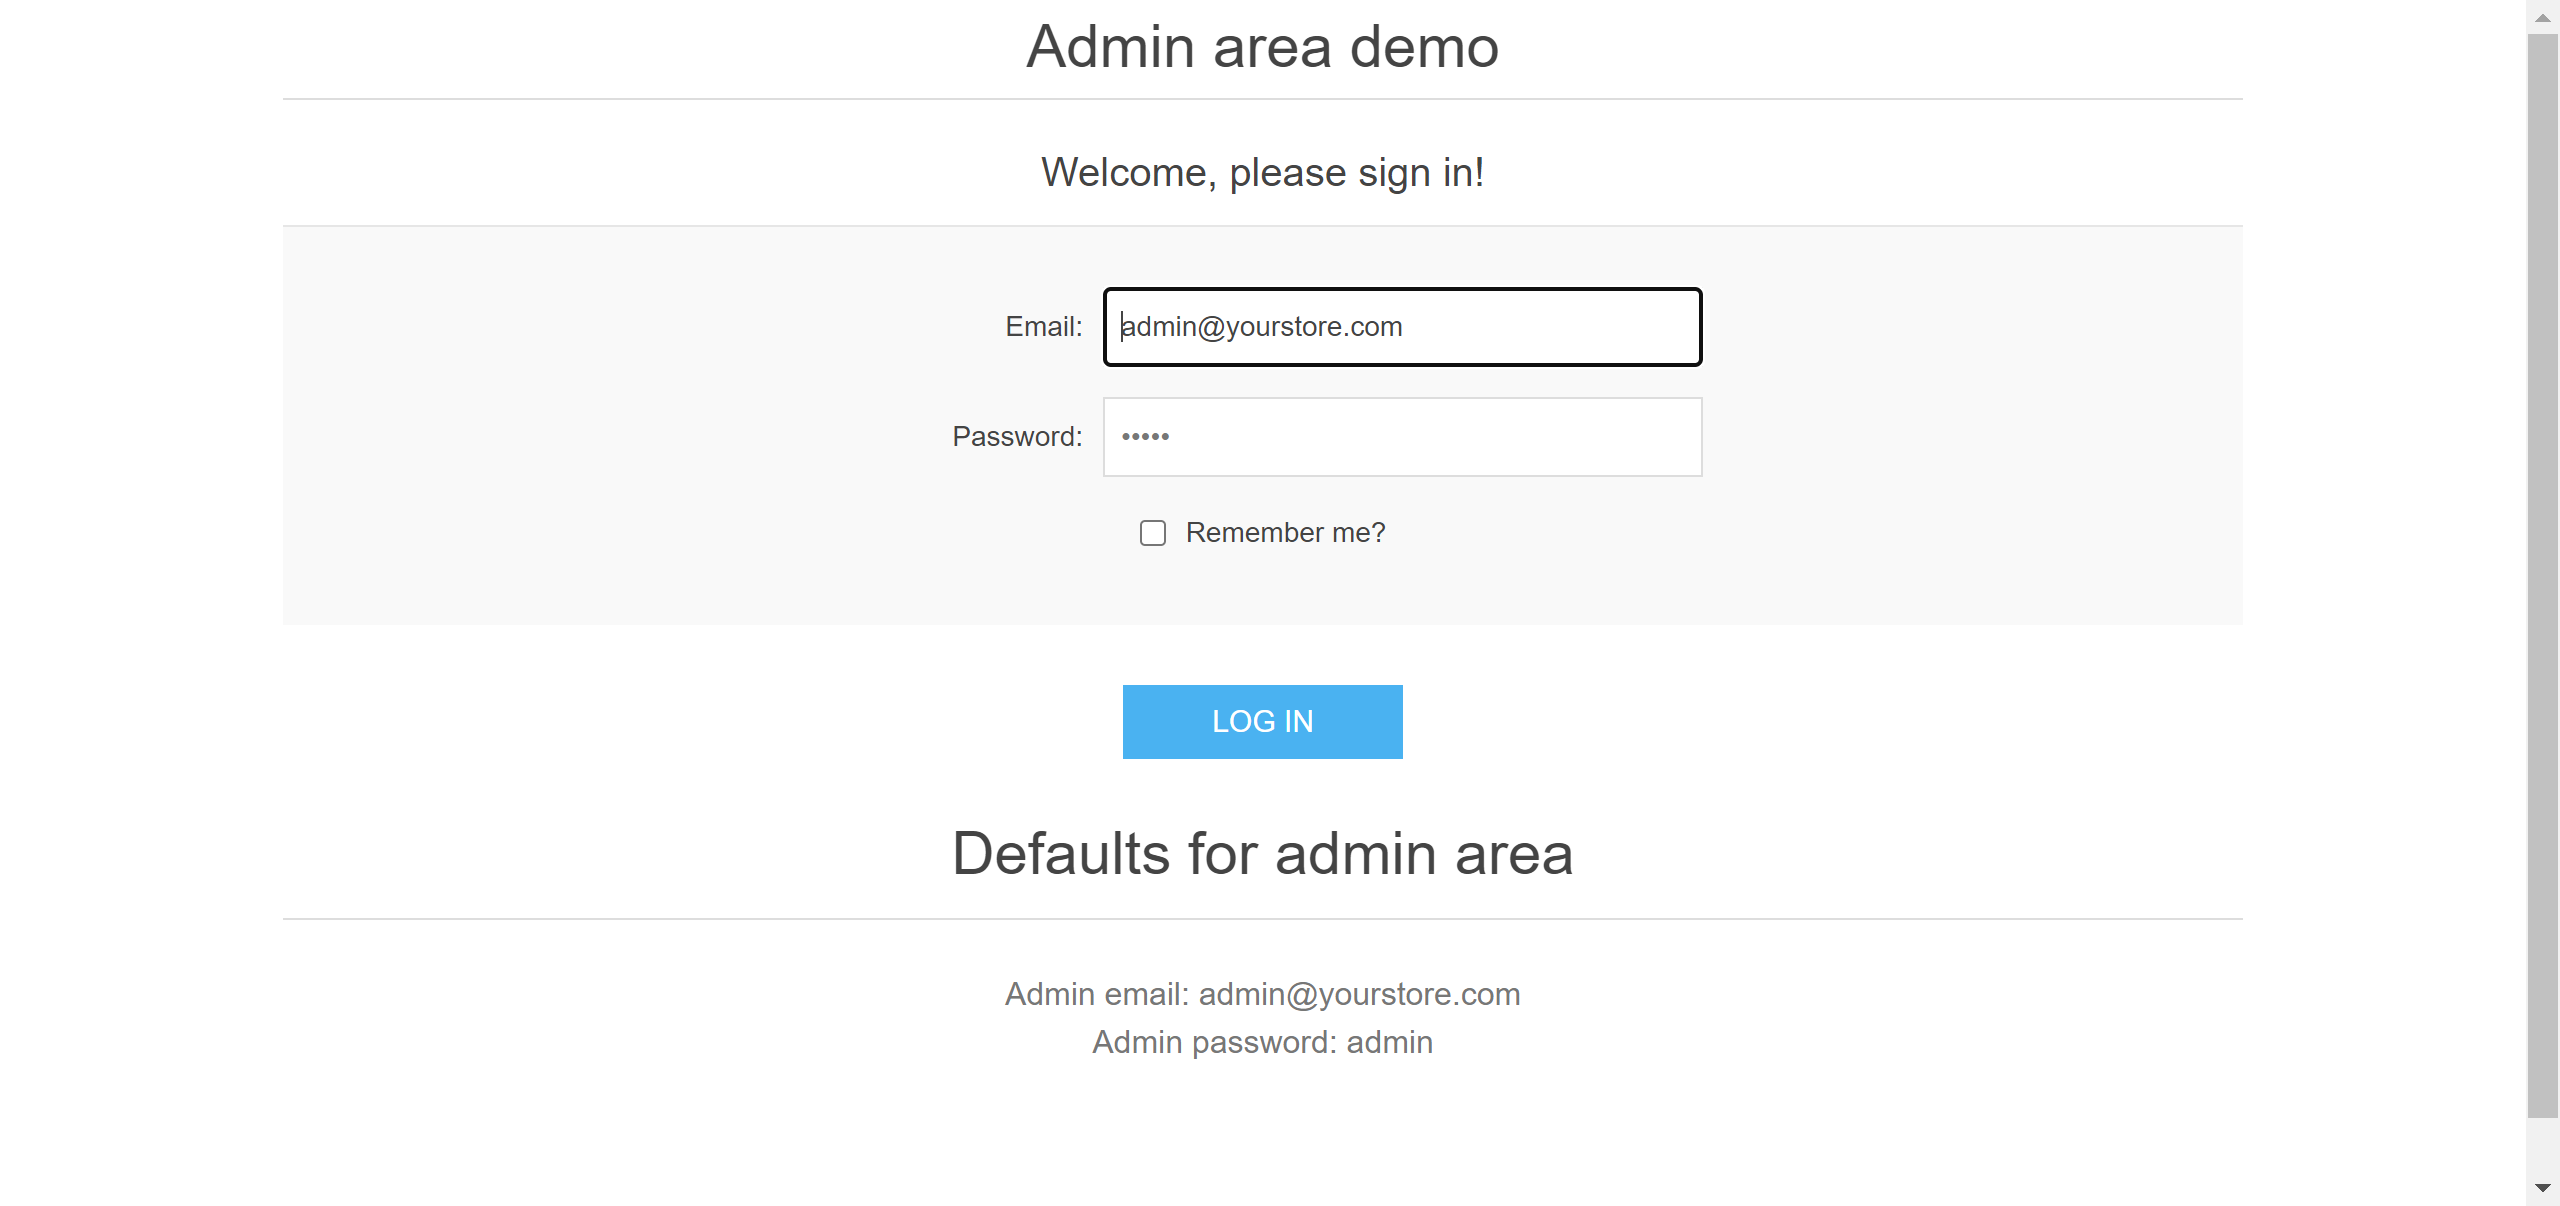 Admin area demo
Welcome, please sign in!
Email: admin@yourstore.com
Password: •••••
Remember me?
LOG IN
Defaults for admin area
Admin email: admin@yourstore.com
Admin password: admin